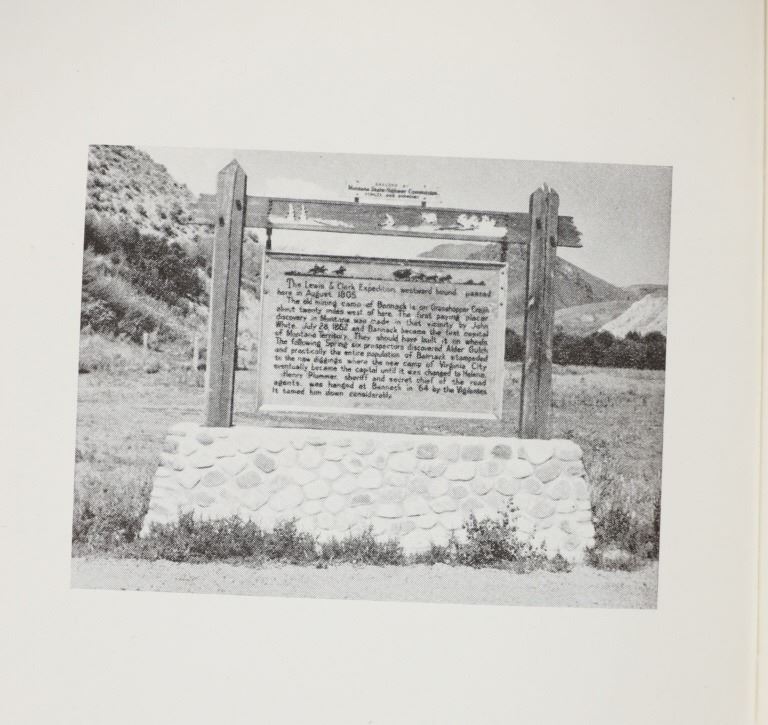 Montana State Highway Commission
The Lewis & Clark Expedition, westward bound, passed
here in August, 1805.
The old mining camp of Bannack is on Grasshopper Creek
about twenty miles west of here. The first paying placer
discovery in Montana was made in that vicinity by John
White, July 28, 1862 and Bannack became the first capital
of Montana Territory. They should have built it on wheels.
The following Spring six prospectors discovered Alder Gulch
and practically the entire population of Bannack stampeded
to the new diggings where the new camp of Virginia City
eventually became the capital until it was changed to Helena.
Henry Plummer, sheriff and secret chief of the road
agents, was hanged at Bannack in '64 by the Vigilantes.
It tamed him down considerably.